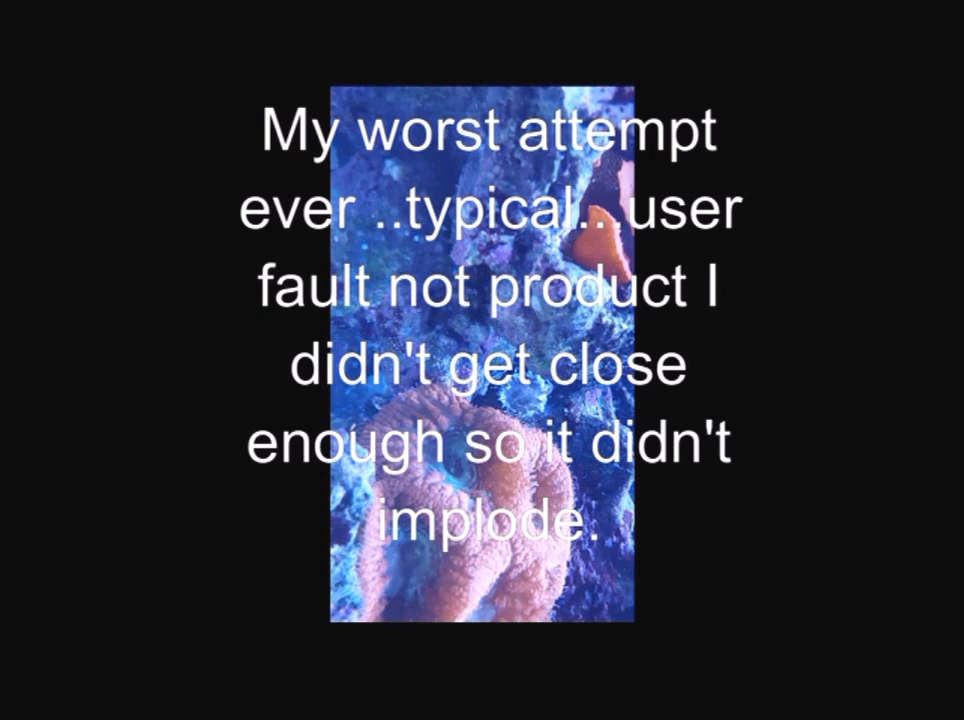 My worst attempt
ever ..typical...user
fault not product I
didn't get close
enough so it didn't
implode.